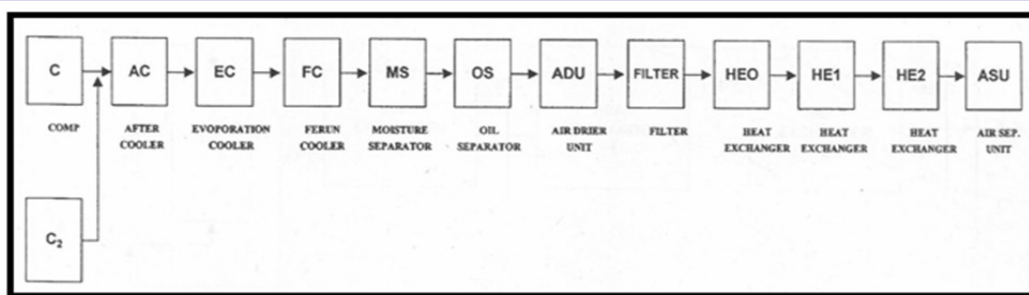 C
AC
EC
FC
MS
OS
ADU
FILTER
HEO
HE1
HE2
ASU
COMP
AFTER
COOLER
EVOPORATION
COOLER
FERUN
COOLER
MOISTURE
SEPARATOR
OIL
SEPARATOR
AIR DRIER
UNIT
FILTER
HEAT
EXCHANGER
HEAT
EXCHANGER
HEAT
EXCHANGER
AIR SEP.
UNIT
C₂